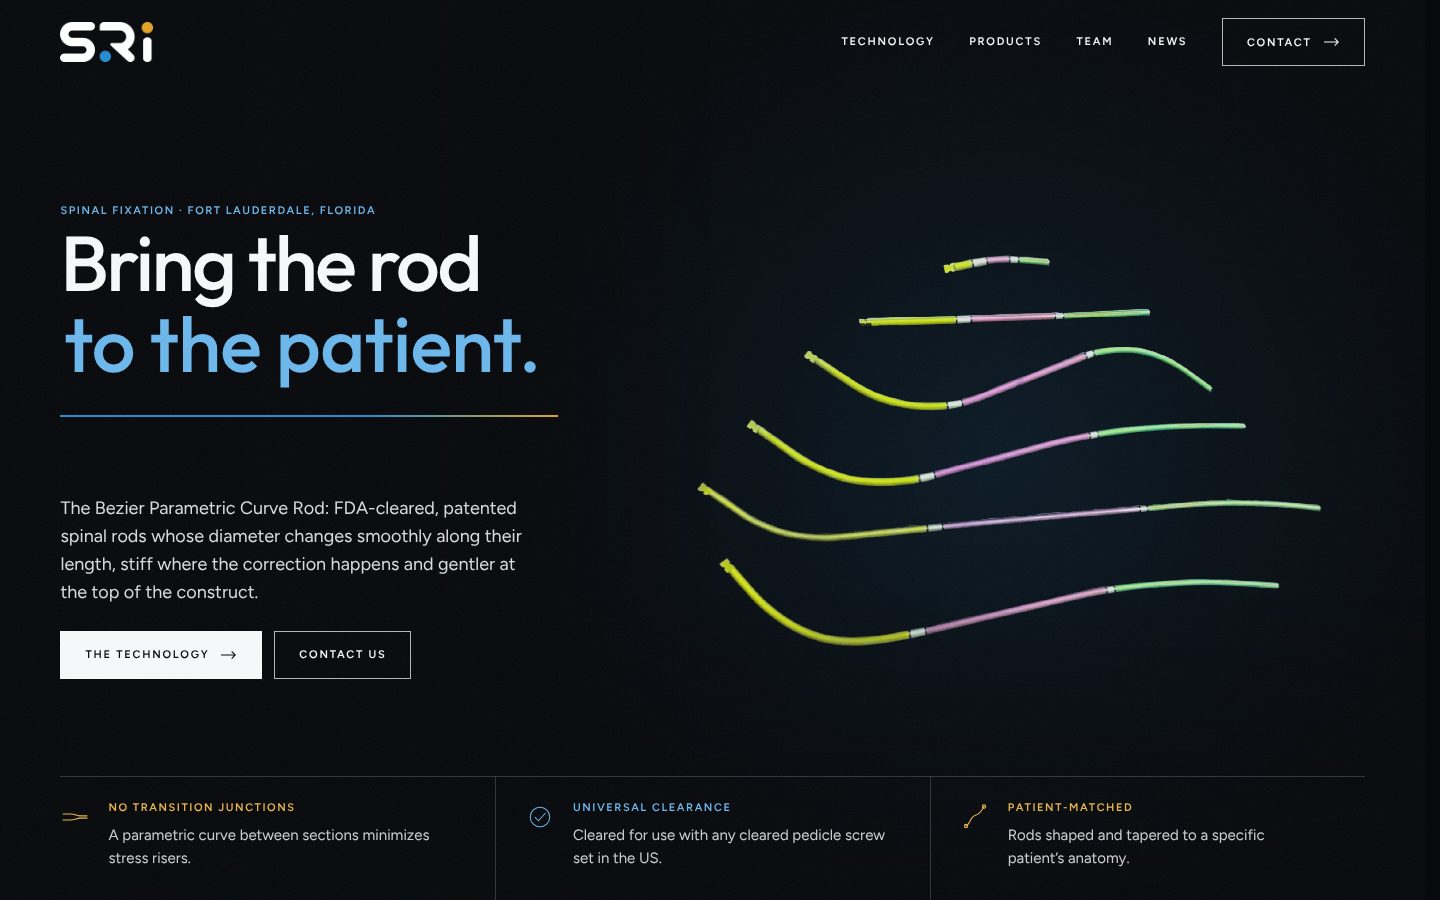 SRi
TECHNOLOGY
PRODUCTS
TEAM
NEWS
CONTACT
SPINAL FIXATION · FORT LAUDERDALE, FLORIDA
Bring the rod
to the patient.
The Bezier Parametric Curve Rod: FDA-cleared, patented
spinal rods whose diameter changes smoothly along their
length, stiff where the correction happens and gentler at
the top of the construct.
THE TECHNOLOGY
CONTACT US
NO TRANSITION JUNCTIONS
A parametric curve between sections minimizes
stress risers.
UNIVERSAL CLEARANCE
Cleared for use with any cleared pedicle screw
set in the US.
PATIENT-MATCHED
Rods shaped and tapered to a specific
patient’s anatomy.